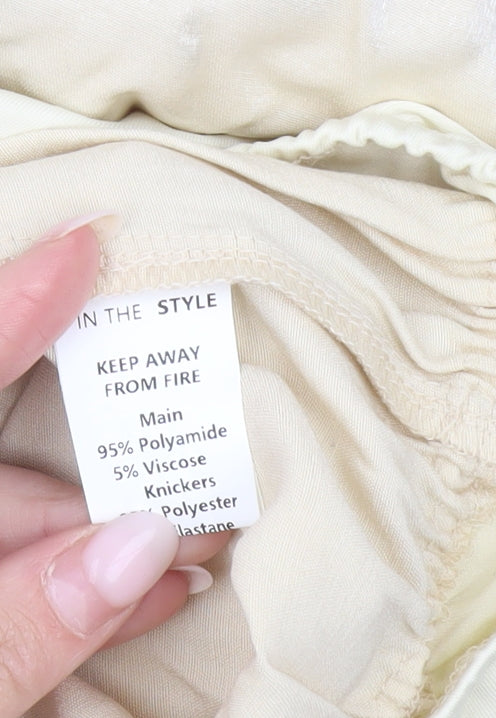 IN THE STYLE
KEEP AWAY
FROM FIRE
Main
95% Polyamide
5% Viscose
Knickers
Polyester